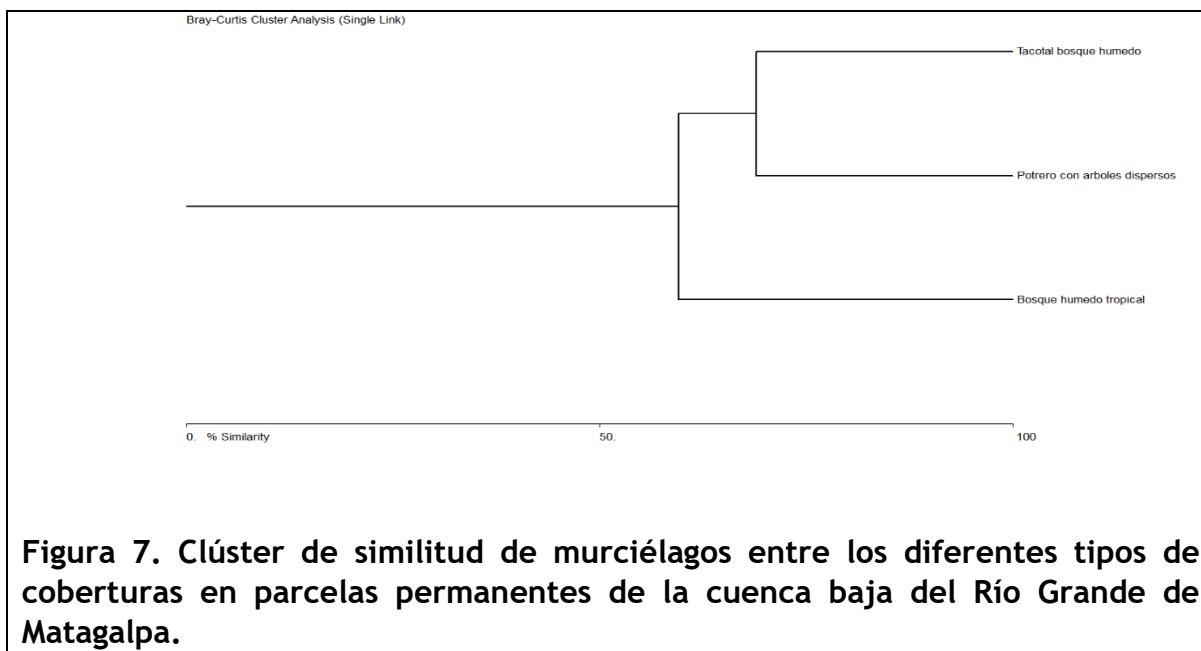 Bray-Curtis Cluster Analysis (Single Link)
Tacotal bosque humedo
Potrero con arboles dispersos
Bosque humedo tropical
0. % Similarity 50. 100
Figura 7. Clúster de similitud de murciélagos entre los diferentes tipos de
coberturas en parcelas permanentes de la cuenca baja del Río Grande de
Matagalpa.